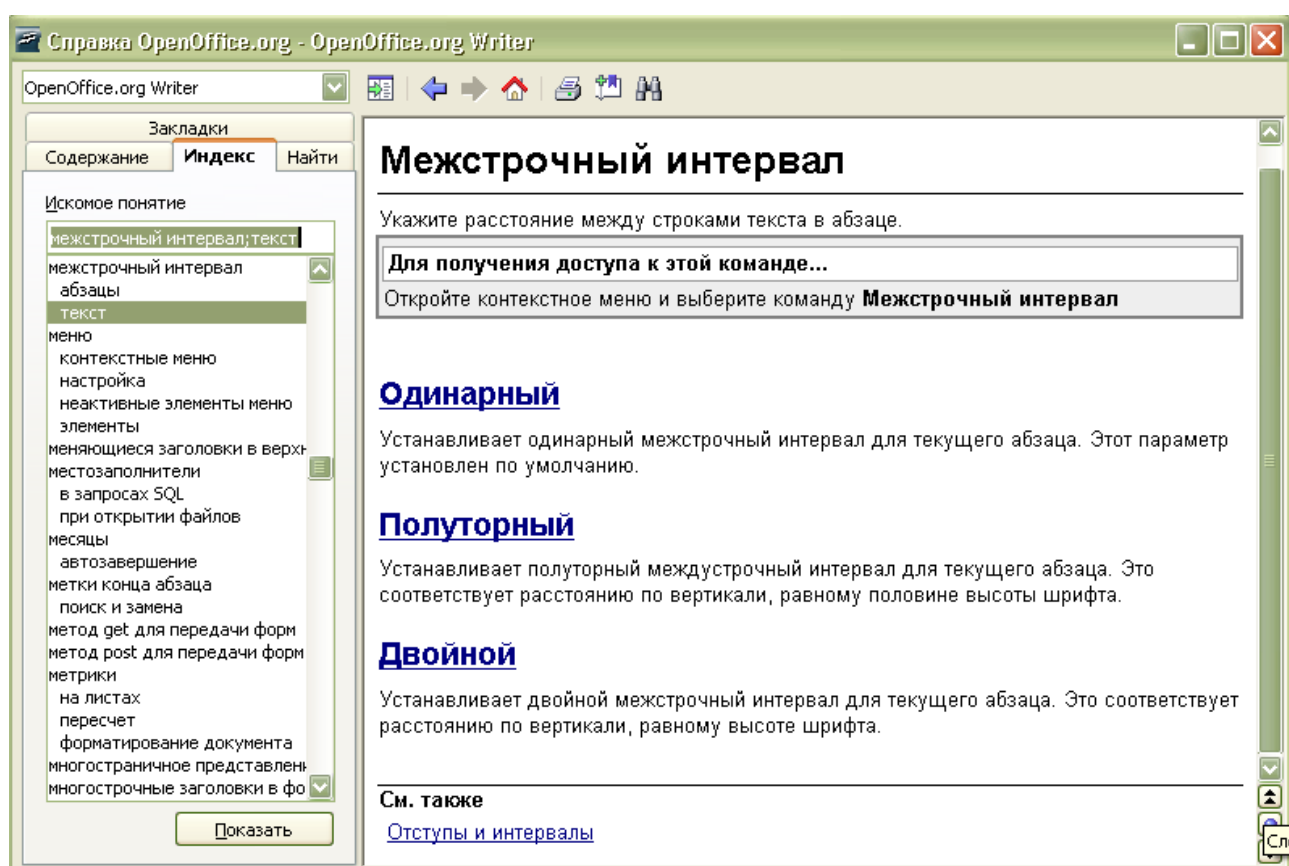 Справка OpenOffice.org - OpenOffice.org Writer
OpenOffice.org Writer
Закладки
Содержание
Индекс
Найти
Искомое понятие
межстрочный интервал;текст
межстрочный интервал
абзацы
текст
меню
контекстные меню
настройка
неактивные элементы меню
элементы
меняющиеся заголовки в верхн
местозаполнители
в запросах SQL
при открытии файлов
месяцы
автозавершение
метки конца абзаца
поиск и замена
метод get для передачи форм
метод post для передачи форм
метрики
на листах
пересчет
форматирование документа
многостраничное представлени
многострочные заголовки в фо
Показать
Межстрочный интервал
Укажите расстояние между строками текста в абзаце.
Для получения доступа к этой команде...
Откройте контекстное меню и выберите команду Межстрочный интервал
Одинарный
Устанавливает одинарный межстрочный интервал для текущего абзаца. Этот параметр
установлен по умолчанию.
Полуторный
Устанавливает полуторный междустрочный интервал для текущего абзаца. Это
соответствует расстоянию по вертикали, равному половине высоты шрифта.
Двойной
Устанавливает двойной межстрочный интервал для текущего абзаца. Это соответствует
расстоянию по вертикали, равному высоте шрифта.
См. также
Отступы и интервалы